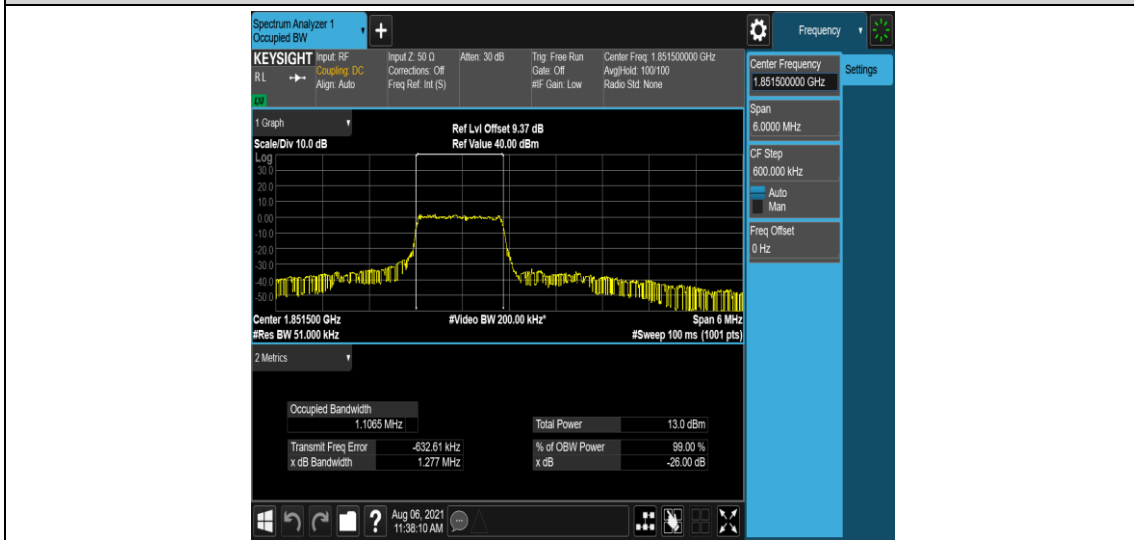 Spectrum Analyzer 1
Occupied BW
Frequency
KEYSIGHT
RL
LXI
Input: RF
Coupling: DC
Align: Auto
Input Z: 50 Ω
Corrections: Off
Freq Ref: Int (S)
Atten: 30 dB
Trig: Free Run
Gate: Off
#IF Gain: Low
Center Freq: 1.851500000 GHz
Avg|Hold: 100/100
Radio Std: None
Center Frequency
1.851500000 GHz
Settings
Span
6.0000 MHz
CF Step
600.000 kHz
Auto
Man
Freq Offset
0 Hz
1 Graph
Scale/Div 10.0 dB
Ref Lvl Offset 9.37 dB
Ref Value 40.00 dBm
Log
30.0
20.0
10.0
0.00
-10.0
-20.0
-30.0
-40.0
-50.0
Center 1.851500 GHz
#Video BW 200.00 kHz*
Span 6 MHz
#Res BW 51.000 kHz
#Sweep 100 ms (1001 pts)
2 Metrics
Occupied Bandwidth
1.1065 MHz
Total Power 13.0 dBm
Transmit Freq Error -632.61 kHz
% of OBW Power 99.00 %
x dB Bandwidth 1.277 MHz
x dB -26.00 dB
Aug 06, 2021
11:38:10 AM